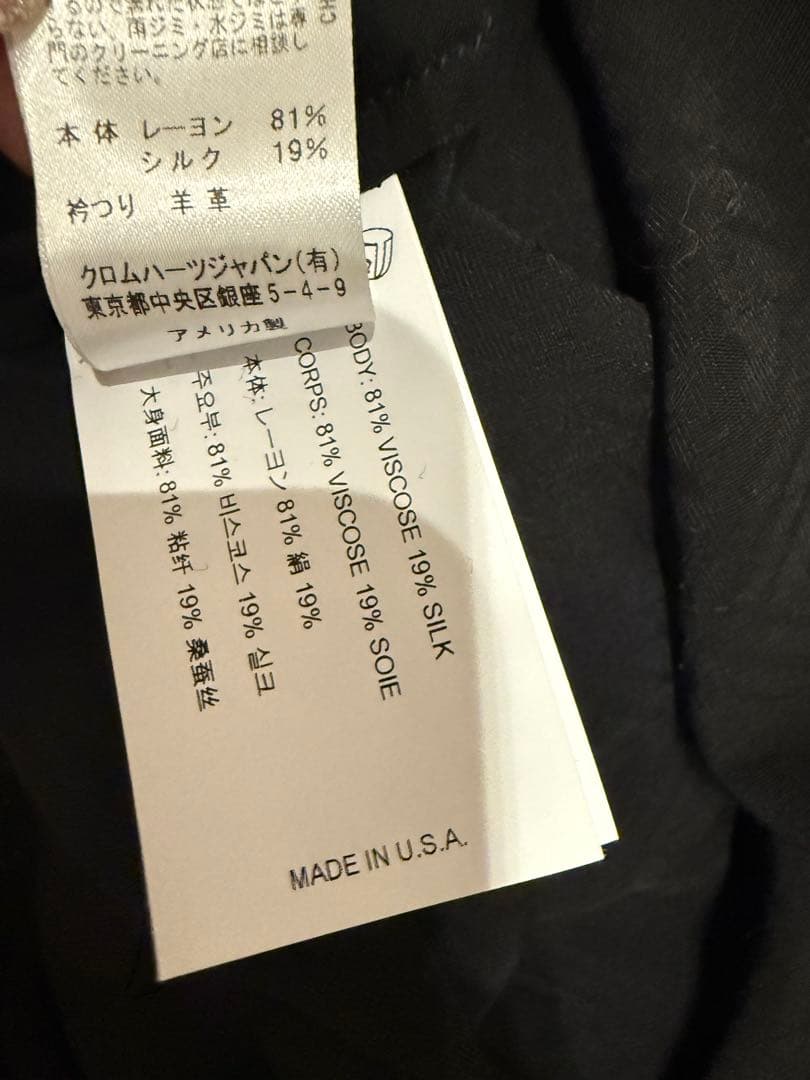 らない。雨ジミ・水ジミは専
門のクリーニング店に相談し
てください。
本体 レーヨン 81%
シルク 19%
衿つり 羊革
クロムハーツジャパン(有)
東京都中央区銀座5-4-9
アメリカ製
CH
BODY: 81% VISCOSE 19% SILK
CORPS: 81% VISCOSE 19% SOIE
本体: レーヨン 81% 絹 19%
주요부: 81% 비스코스 19% 실크
大身面料: 81% 粘纤 19% 桑蚕丝
MADE IN U.S.A.